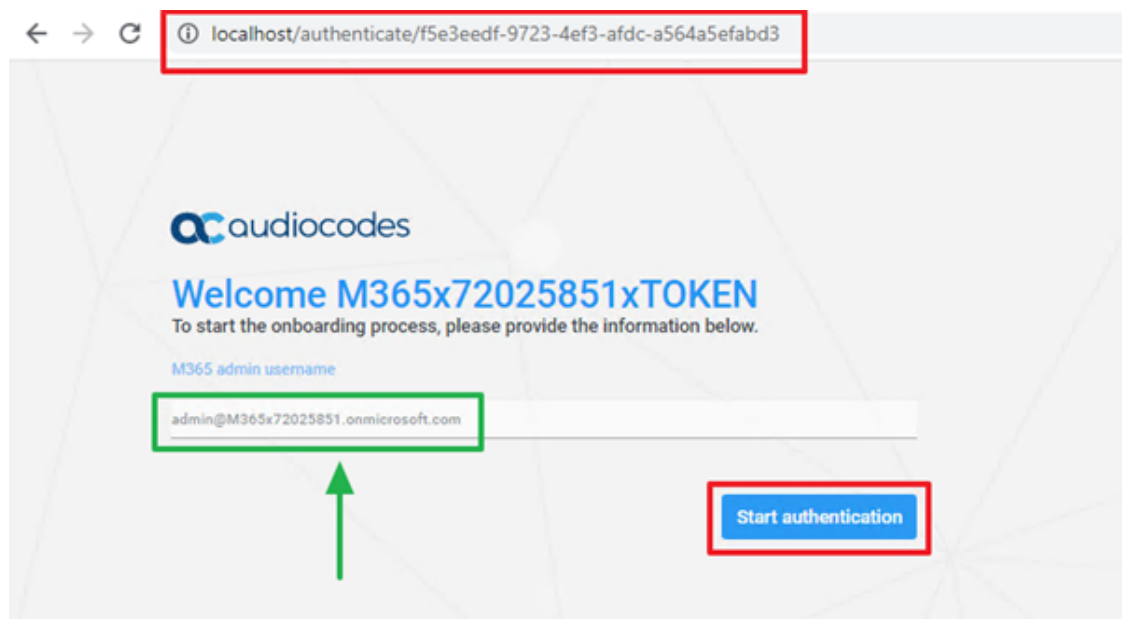 localhost/authenticate/f5e3eedf-9723-4ef3-afdc-a564a5efabd3
audiocodes
Welcome M365x72025851xTOKEN
To start the onboarding process, please provide the information below.
M365 admin username
admin@M365x72025851.onmicrosoft.com
Start authentication